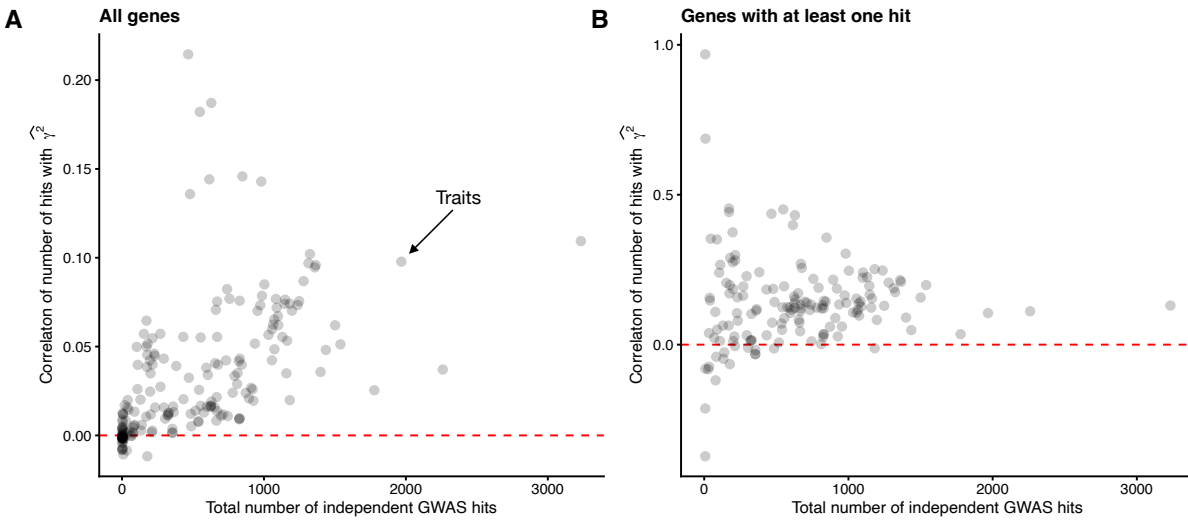 A
All genes
Correlaton of number of hits with γ̂²
0.20
0.15
0.10
0.05
0.00
Traits
0
1000
2000
3000
Total number of independent GWAS hits
B
Genes with at least one hit
Correlaton of number of hits with γ̂²
1.0
0.5
0.0
0
1000
2000
3000
Total number of independent GWAS hits